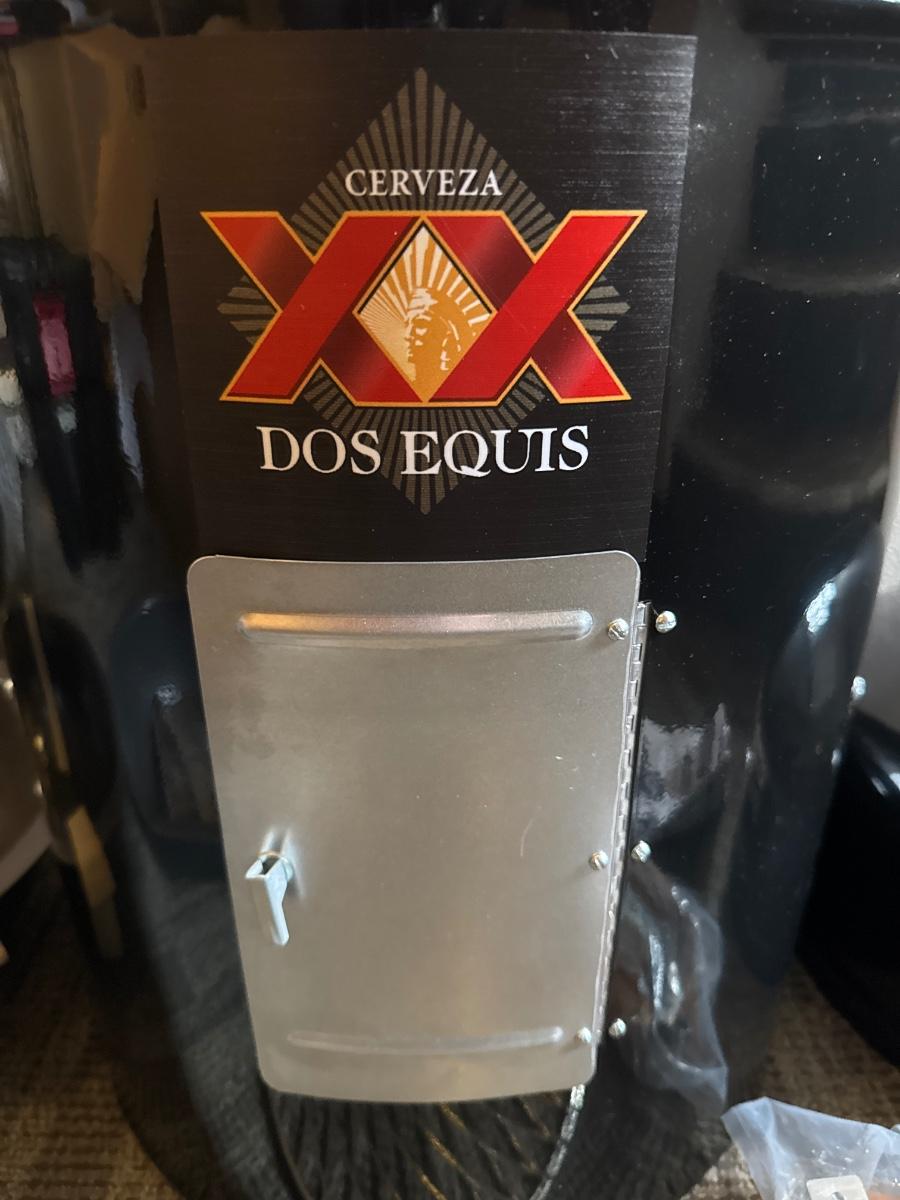 CERVEZA
XX
DOS EQUIS